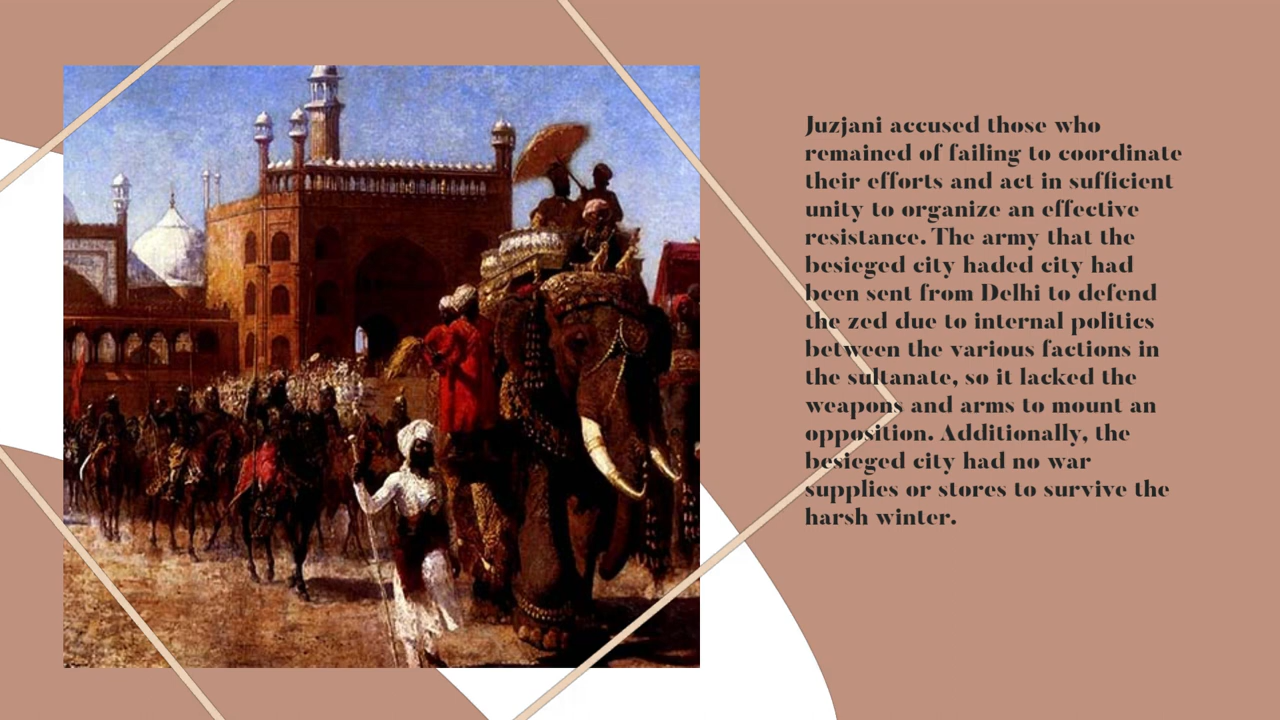 Juzjani accused those who
remained of failing to coordinate
their efforts and act in sufficient
unity to organize an effective
resistance. The army that the
besieged city haded city had
been sent from Delhi to defend
the zed due to internal politics
between the various factions in
the sultanate, so it lacked the
weapons and arms to mount an
opposition. Additionally, the
besieged city had no war
supplies or stores to survive the
harsh winter.